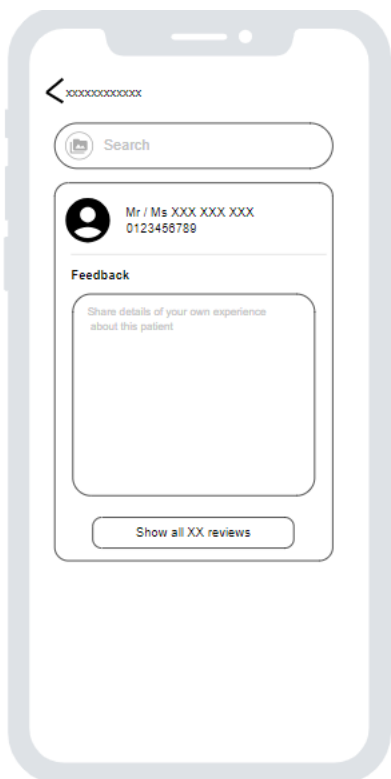 xxxxxxxxxxxx
Search
Mr / Ms XXX XXX XXX
0123456789
Feedback
Share details of your own experience
about this patient
Show all XX reviews